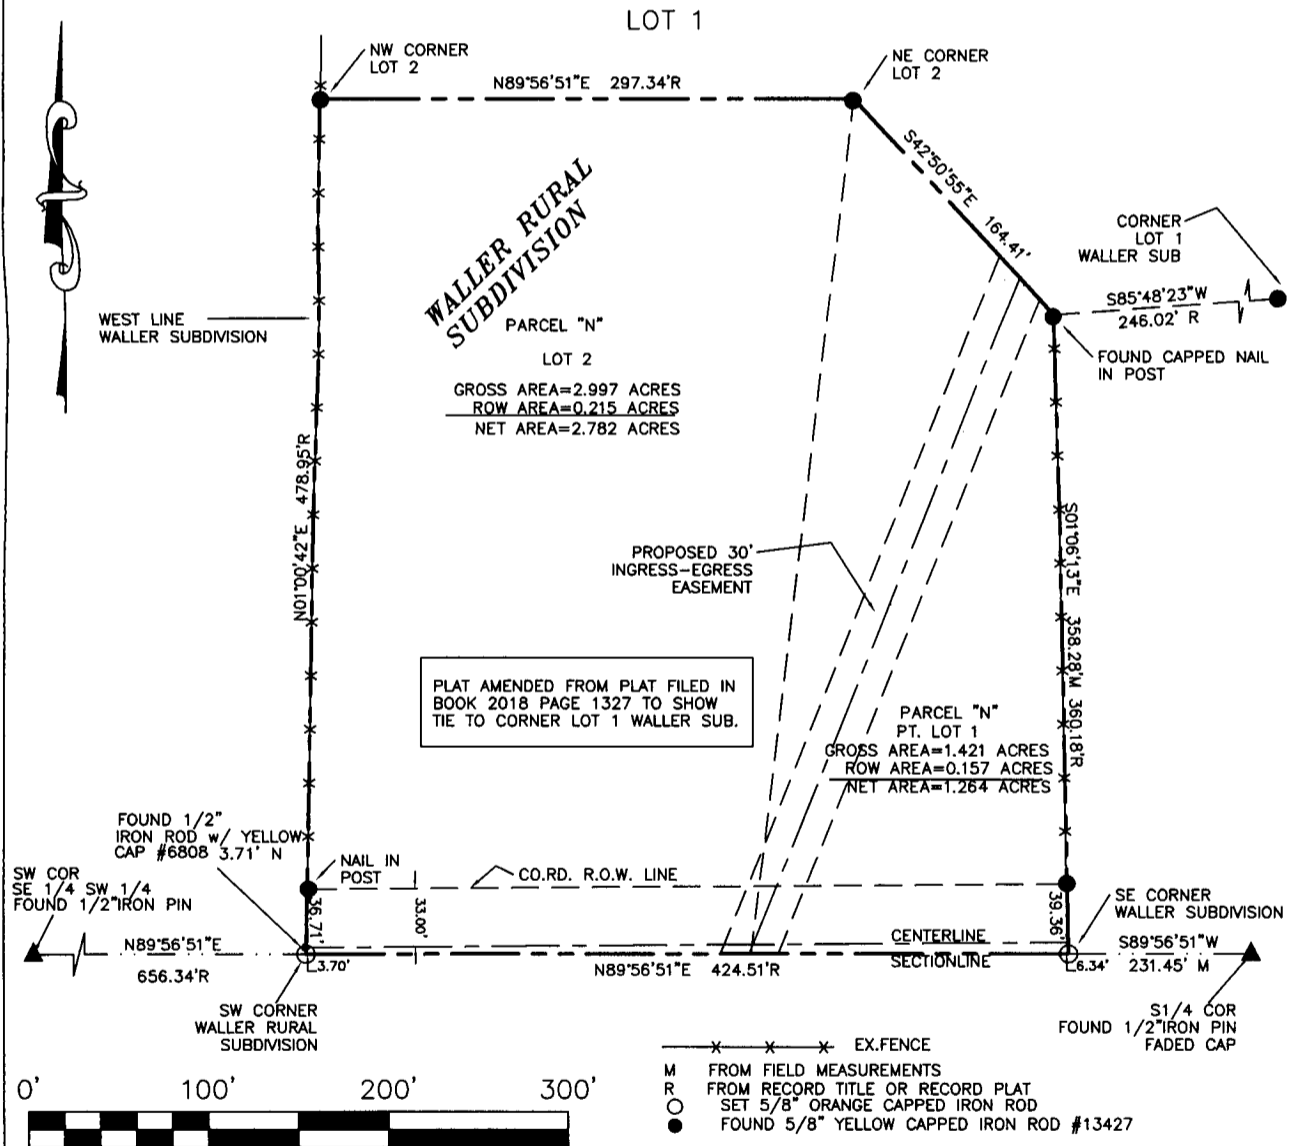 LOT 1
NW CORNER
LOT 2
N89°56'51"E 297.34'R
NE CORNER
LOT 2
S42°50'55"E 164.41'
CORNER
LOT 1
WALLER SUB
S85°48'23"W
246.02' R
FOUND CAPPED NAIL
IN POST
WALLER RURAL
SUBDIVISION
WEST LINE
WALLER SUBDIVISION
PARCEL "N"
LOT 2
GROSS AREA=2.997 ACRES
ROW AREA=0.215 ACRES
NET AREA=2.782 ACRES
N01°00'42"E 478.95'R
PROPOSED 30'
INGRESS-EGRESS
EASEMENT
S01°06'13"E 358.28'M 360.18'R
PLAT AMENDED FROM PLAT FILED IN
BOOK 2018 PAGE 1327 TO SHOW
TIE TO CORNER LOT 1 WALLER SUB.
PARCEL "N"
PT. LOT 1
GROSS AREA=1.421 ACRES
ROW AREA=0.157 ACRES
NET AREA=1.264 ACRES
FOUND 1/2"
IRON ROD w/ YELLOW
CAP #6808 3.71' N
NAIL IN
POST
CO.RD. R.O.W. LINE
SW COR
SE 1/4 SW 1/4
FOUND 1/2"IRON PIN
36.71'
33.00'
39.36'
SE CORNER
WALLER SUBDIVISION
N89°56'51"E
656.34'R
3.70'
CENTERLINE
SECTIONLINE
N89°56'51"E 424.51'R
6.34'
S89°56'51"W
231.45' M
SW CORNER
WALLER RURAL
SUBDIVISION
S1/4 COR
FOUND 1/2"IRON PIN
FADED CAP
EX.FENCE
M FROM FIELD MEASUREMENTS
R FROM RECORD TITLE OR RECORD PLAT
SET 5/8" ORANGE CAPPED IRON ROD
FOUND 5/8" YELLOW CAPPED IRON ROD #13427
0' 100' 200' 300'